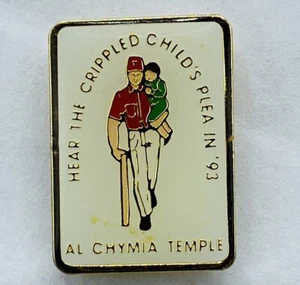 HEAR THE CRIPPLED CHILD'S PLEA IN '93
AL CHYMIA TEMPLE